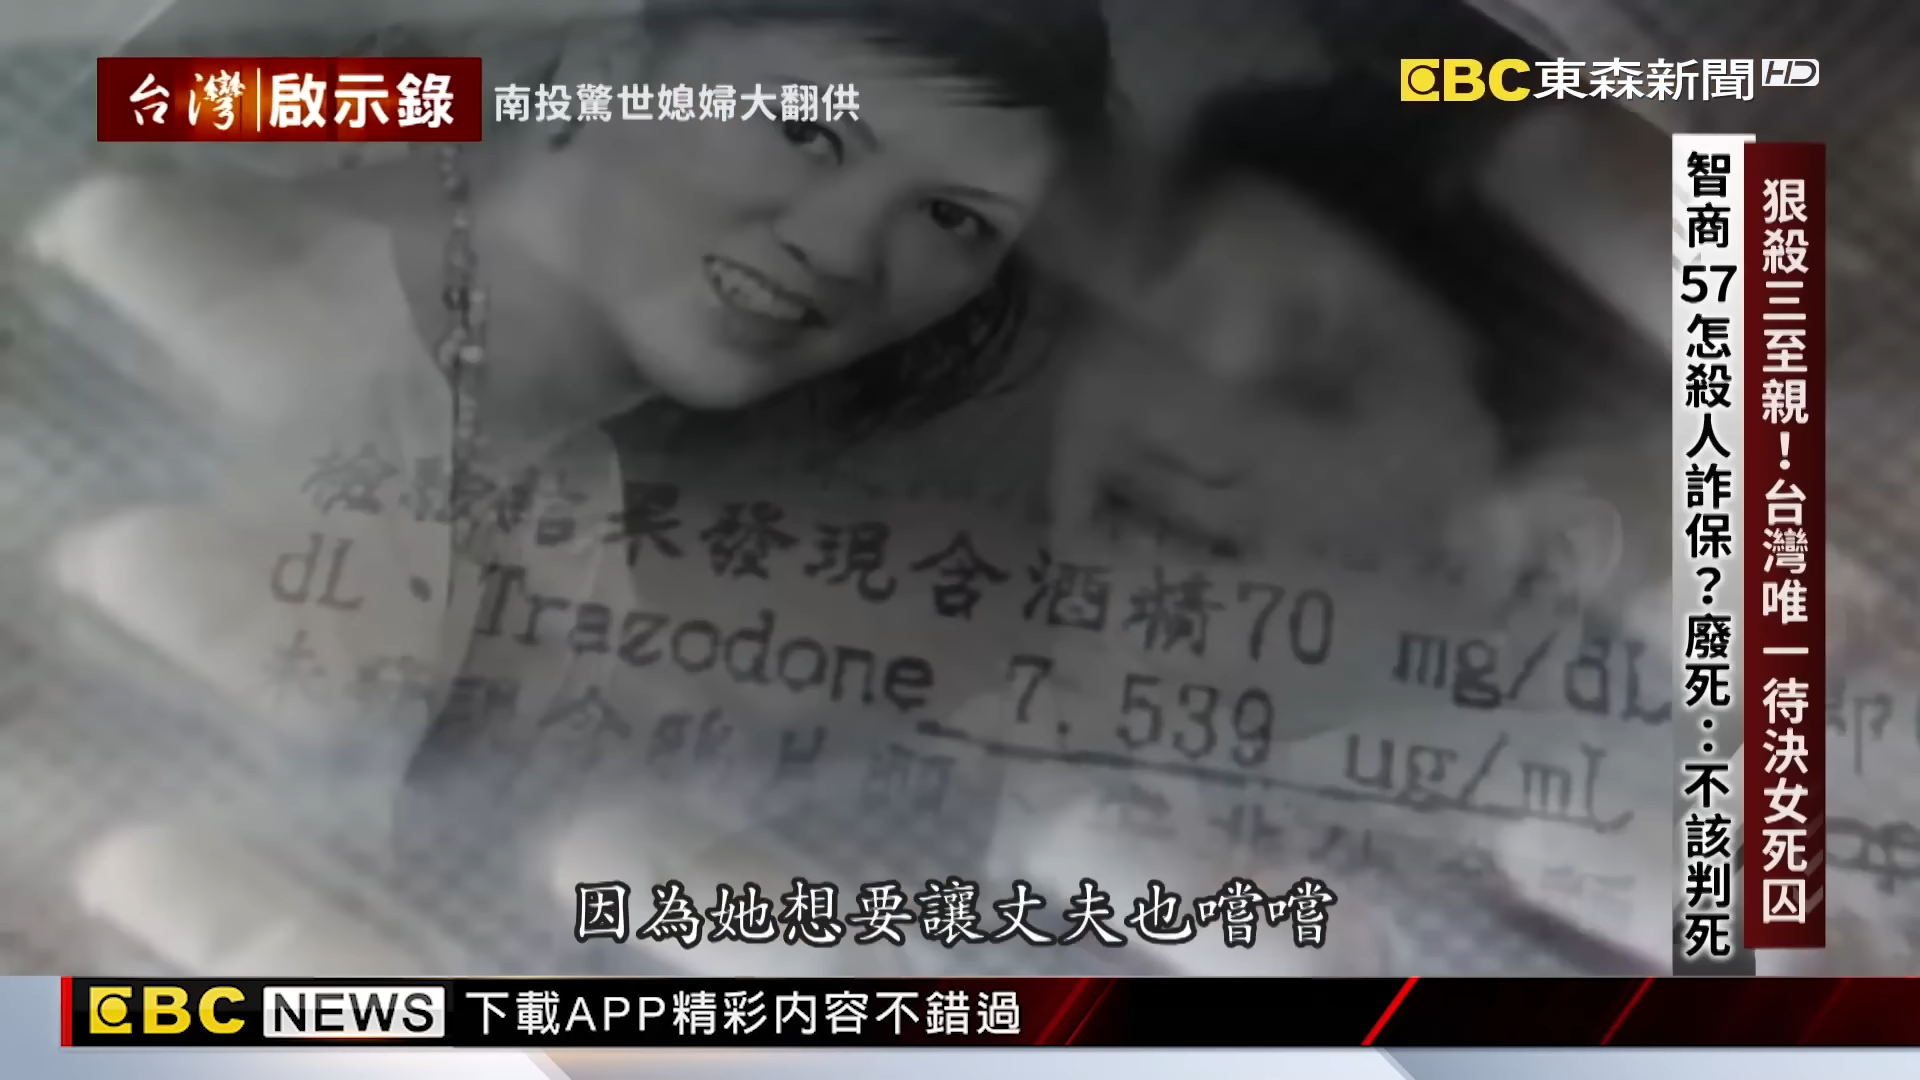 台灣 啟示錄
南投驚世媳婦大翻供
EBC東森新聞HD
狠殺三至親！台灣唯一待決女死囚
智商57怎殺人詐保？廢死：不該判死
檢驗結果發現含酒精70 mg/dL
dL、Trazodone 7.539 ug/mL
因為她想要讓丈夫也嚐嚐
EBC NEWS 下載APP精彩內容不錯過